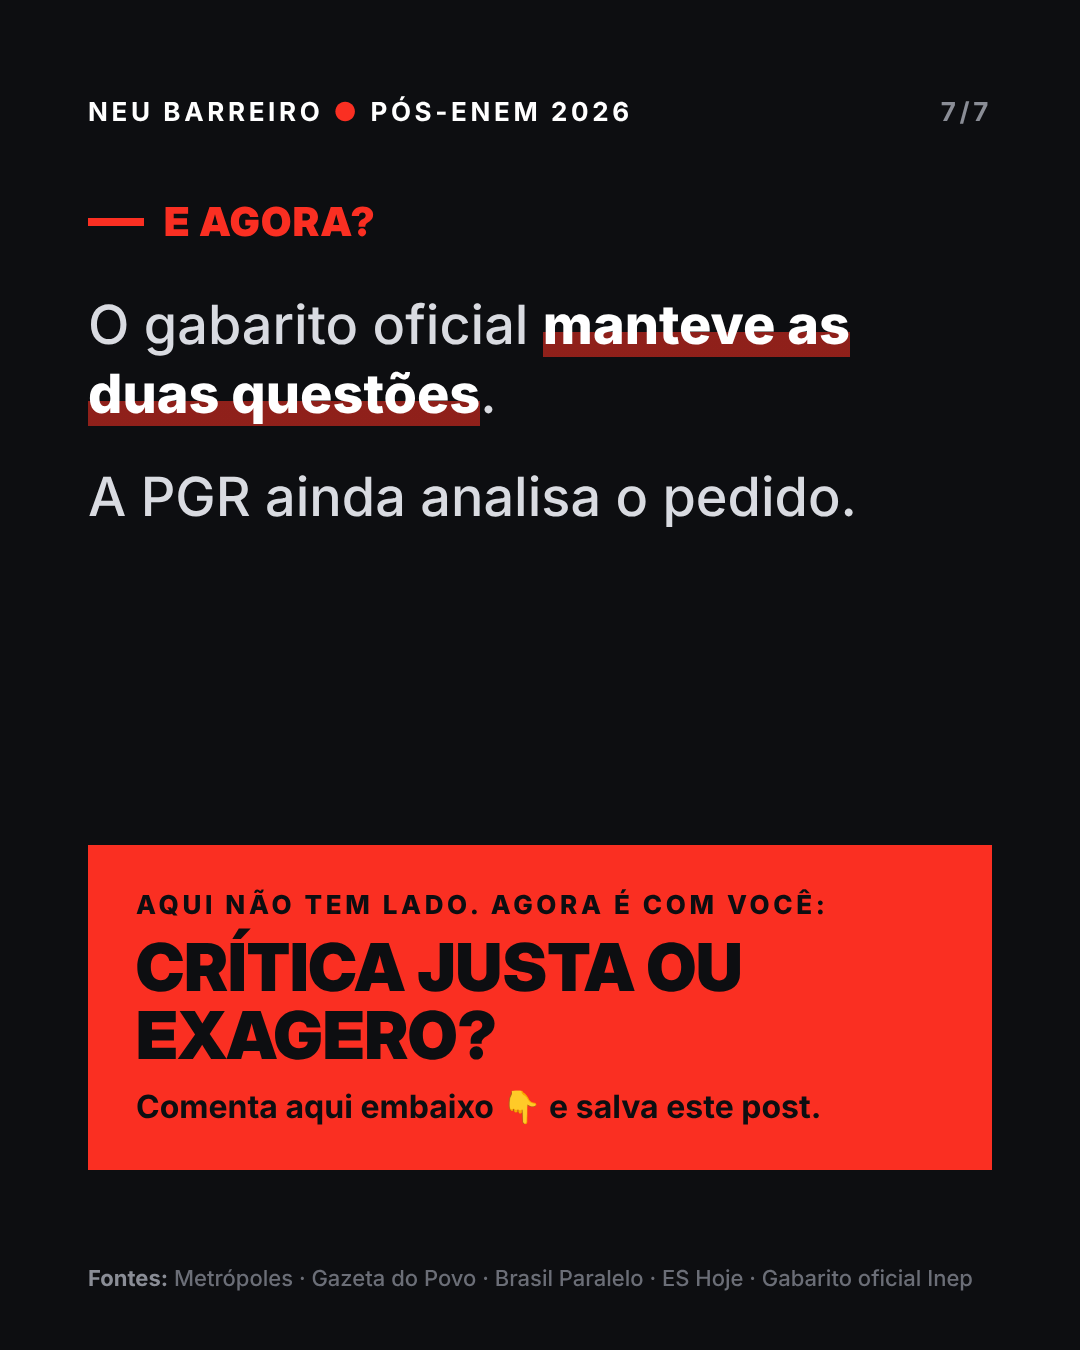 NEU BARREIRO ● PÓS-ENEM 2026
7/7
E AGORA?
O gabarito oficial manteve as
duas questões.
A PGR ainda analisa o pedido.
AQUI NÃO TEM LADO. AGORA É COM VOCÊ:
CRÍTICA JUSTA OU
EXAGERO?
Comenta aqui embaixo 👇 e salva este post.
Fontes: Metrópoles · Gazeta do Povo · Brasil Paralelo · ES Hoje · Gabarito oficial Inep